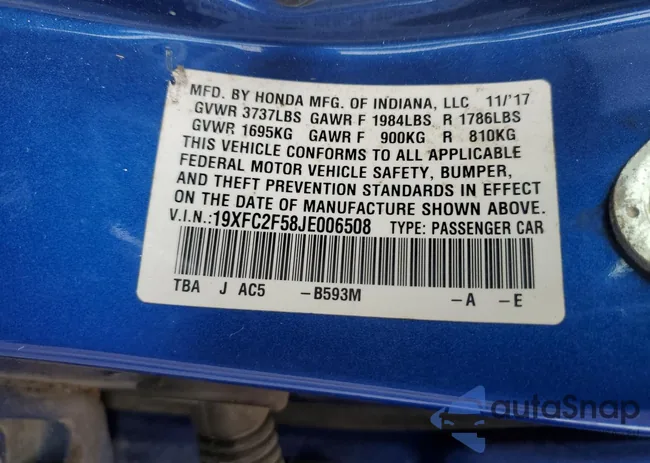 MFD. BY HONDA MFG. OF INDIANA, LLC 11/'17
GVWR 3737LBS GAWR F 1984LBS R 1786LBS
GVWR 1695KG GAWR F 900KG R 810KG
THIS VEHICLE CONFORMS TO ALL APPLICABLE
FEDERAL MOTOR VEHICLE SAFETY, BUMPER,
AND THEFT PREVENTION STANDARDS IN EFFECT
ON THE DATE OF MANUFACTURE SHOWN ABOVE.
V.I.N.:19XFC2F58JE006508 TYPE: PASSENGER CAR
TBA J AC5 -B593M -A -E
autoSnap